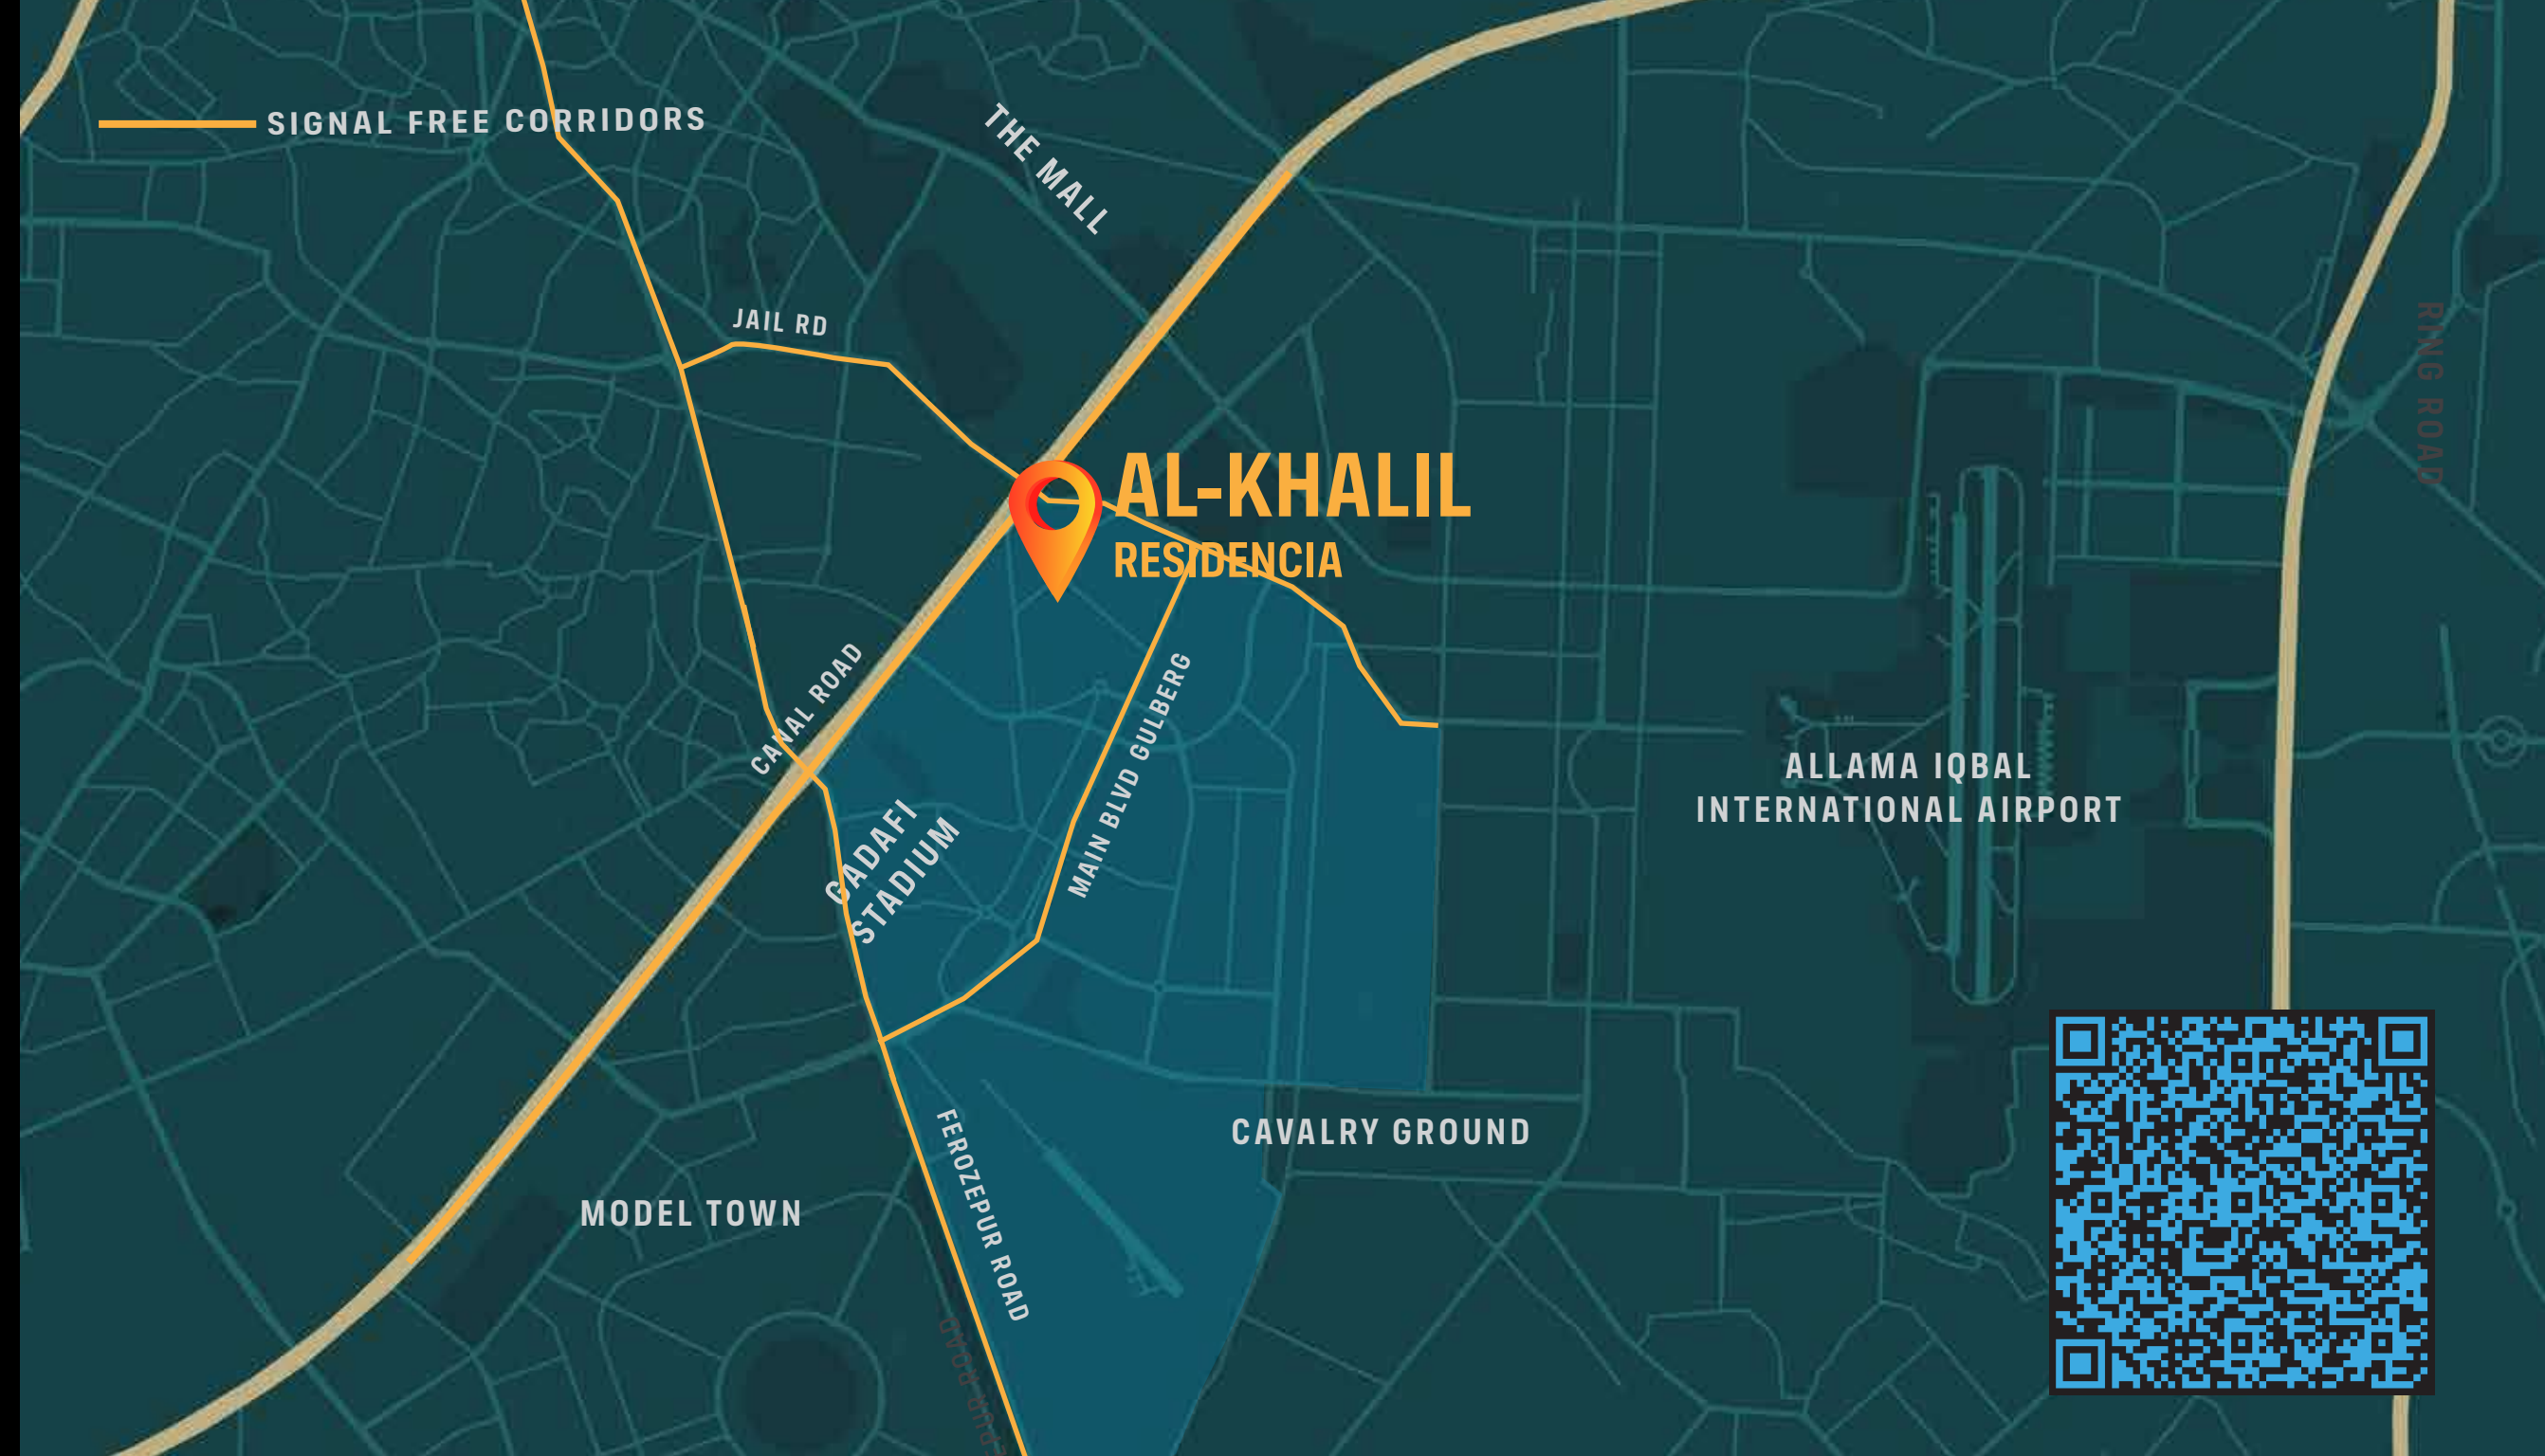 SIGNAL FREE CORRIDORS
THE MALL
JAIL RD
RING ROAD
AL-KHALIL
RESIDENCIA
CANAL ROAD
MAIN BLVD GULBERG
GADAFI
STADIUM
ALLAMA IQBAL
INTERNATIONAL AIRPORT
CAVALRY GROUND
FEROZEPUR ROAD
MODEL TOWN